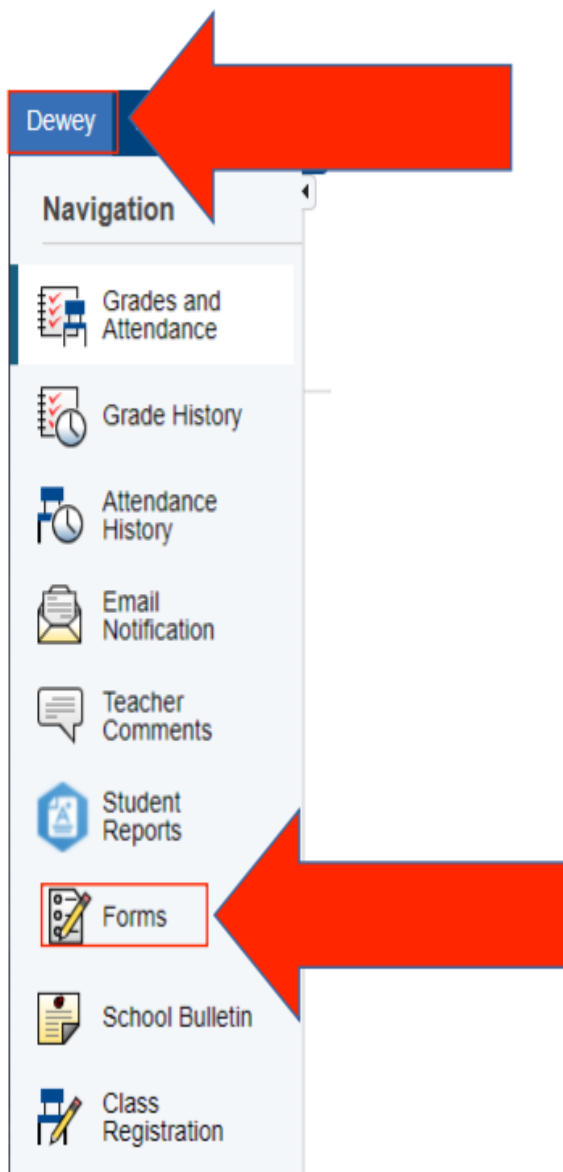 Dewey
Navigation
Grades and
Attendance
Grade History
Attendance
History
Email
Notification
Teacher
Comments
Student
Reports
Forms
School Bulletin
Class
Registration